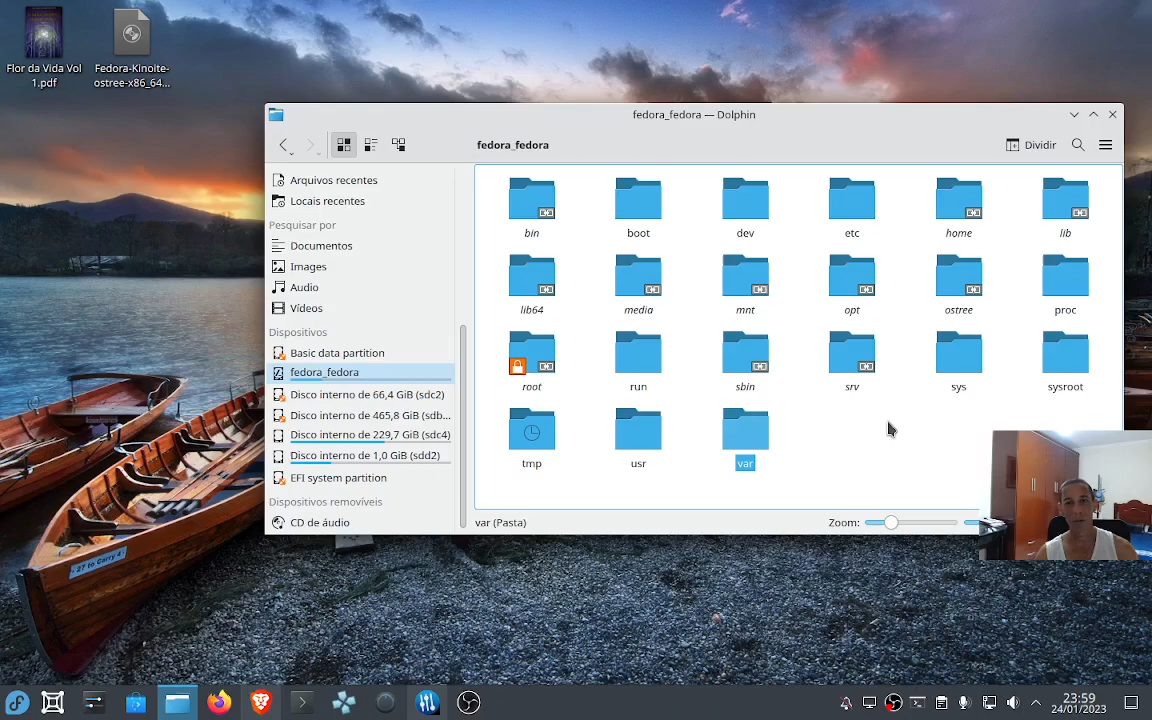 Flor da Vida Vol
1.pdf
Fedora-Kinoite-
ostree-x86_64...
fedora_fedora — Dolphin
fedora_fedora
Dividir
Arquivos recentes
Locais recentes
Pesquisar por
Documentos
Images
Audio
Vídeos
Dispositivos
Basic data partition
fedora_fedora
Disco interno de 66,4 GiB (sdc2)
Disco interno de 465,8 GiB (sdb...
Disco interno de 229,7 GiB (sdc4)
Disco interno de 1,0 GiB (sdd2)
EFI system partition
Dispositivos removíveis
CD de áudio
bin
boot
dev
etc
home
lib
lib64
media
mnt
opt
ostree
proc
root
run
sbin
srv
sys
sysroot
tmp
usr
var
var (Pasta)
Zoom:
27 to Carry 4
23:59
24/01/2023